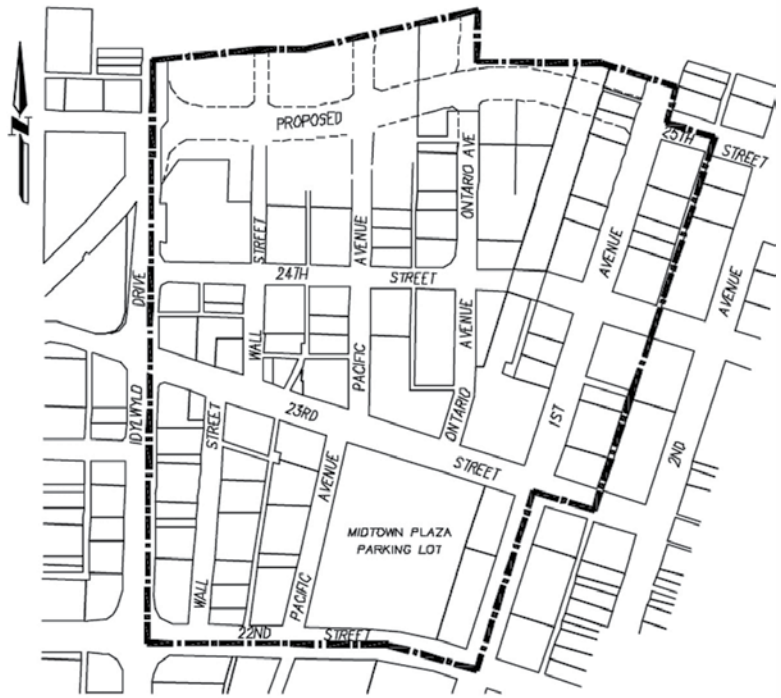 N
PROPOSED
25TH STREET
ONTARIO AVE
STREET
AVENUE
24TH STREET
AVENUE
AVENUE
DRIVE
WALL
PACIFIC
ONTARIO AVENUE
IDYLWYLD
STREET
23RD STREET
1ST
2ND
AVENUE
MIDTOWN PLAZA
PARKING LOT
WALL
PACIFIC
22ND STREET